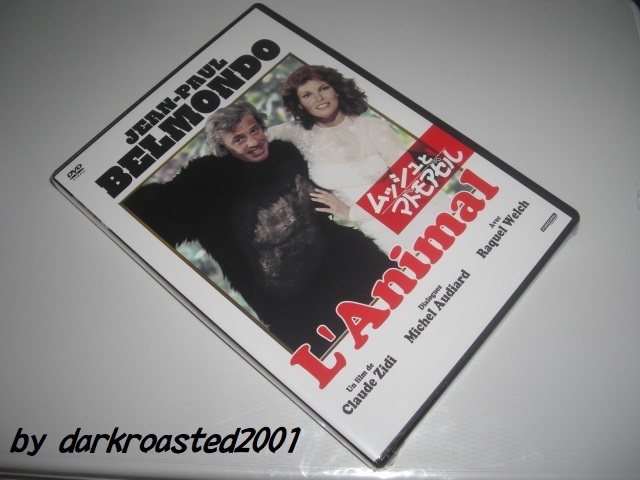 DVD
JEAN-PAUL
BELMONDO
ムッシュと
マドモアゼル
L'Animal
Un film de
Claude Zidi
Dialogues
Michel Audiard
Avec
Raquel Welch
by darkroasted2001